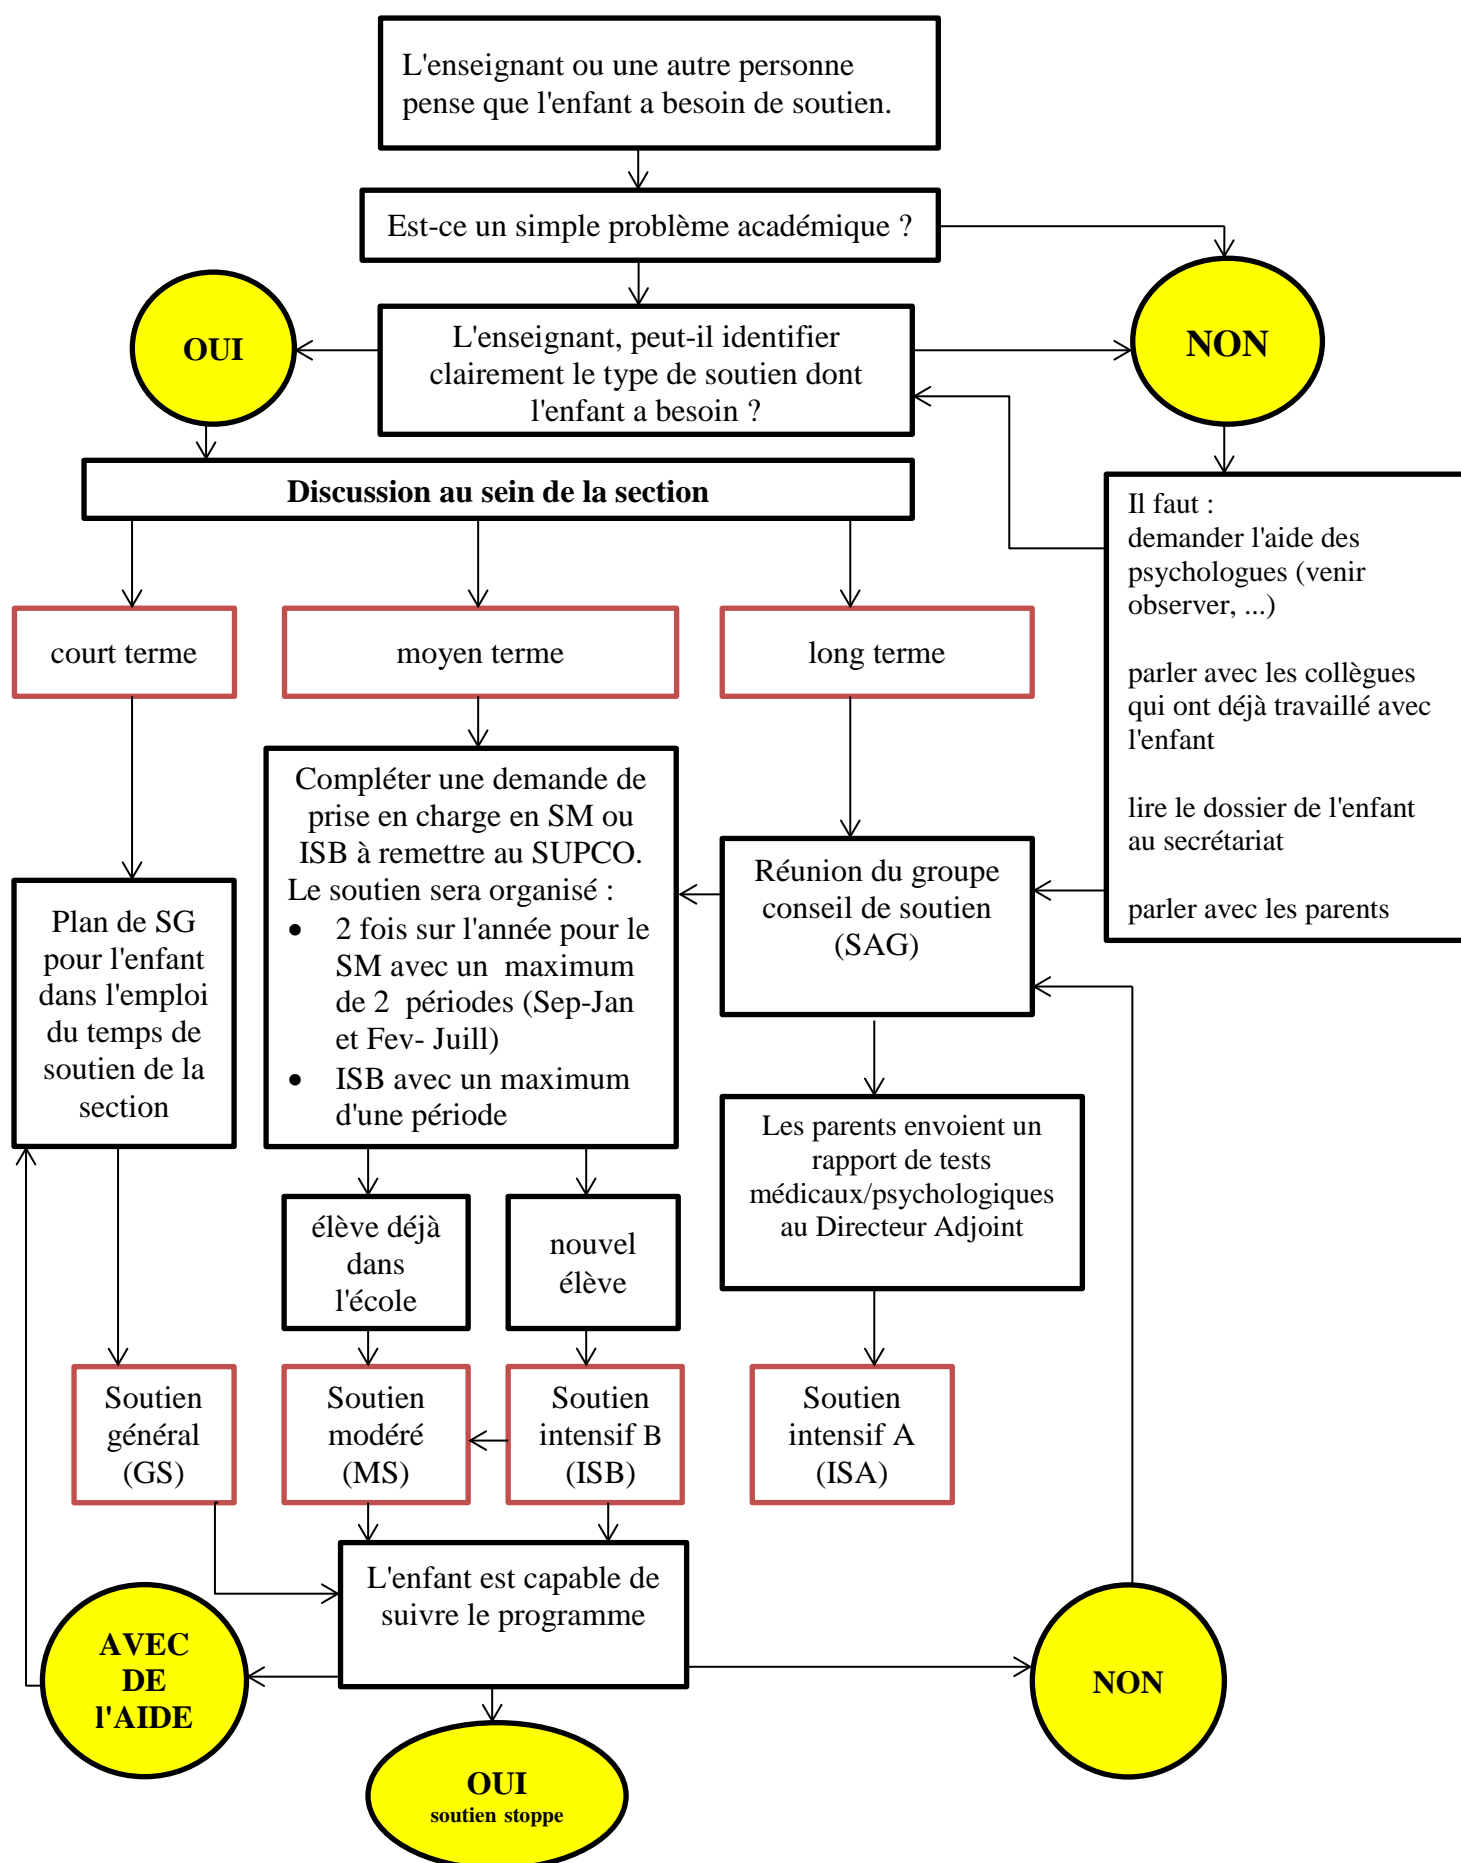 L'enseignant ou une autre personne
pense que l'enfant a besoin de soutien.
Est-ce un simple problème académique ?
OUI
L'enseignant, peut-il identifier
clairement le type de soutien dont
l'enfant a besoin ?
NON
Discussion au sein de la section
Il faut :
demander l'aide des
psychologues (venir
observer, ...)
parler avec les collègues
qui ont déjà travaillé avec
l'enfant
lire le dossier de l'enfant
au secrétariat
parler avec les parents
court terme
moyen terme
long terme
Compléter une demande de
prise en charge en SM ou
ISB à remettre au SUPCO.
Le soutien sera organisé :
• 2 fois sur l'année pour le
SM avec un maximum
de 2 périodes (Sep-Jan
et Fev- Juill)
• ISB avec un maximum
d'une période
Réunion du groupe
conseil de soutien
(SAG)
Plan de SG
pour l'enfant
dans l'emploi
du temps de
soutien de la
section
Les parents envoient un
rapport de tests
médicaux/psychologiques
au Directeur Adjoint
élève déjà
dans
l'école
nouvel
élève
Soutien
général
(GS)
Soutien
modéré
(MS)
Soutien
intensif B
(ISB)
Soutien
intensif A
(ISA)
L'enfant est capable de
suivre le programme
AVEC
DE
l'AIDE
NON
OUI
soutien stoppe